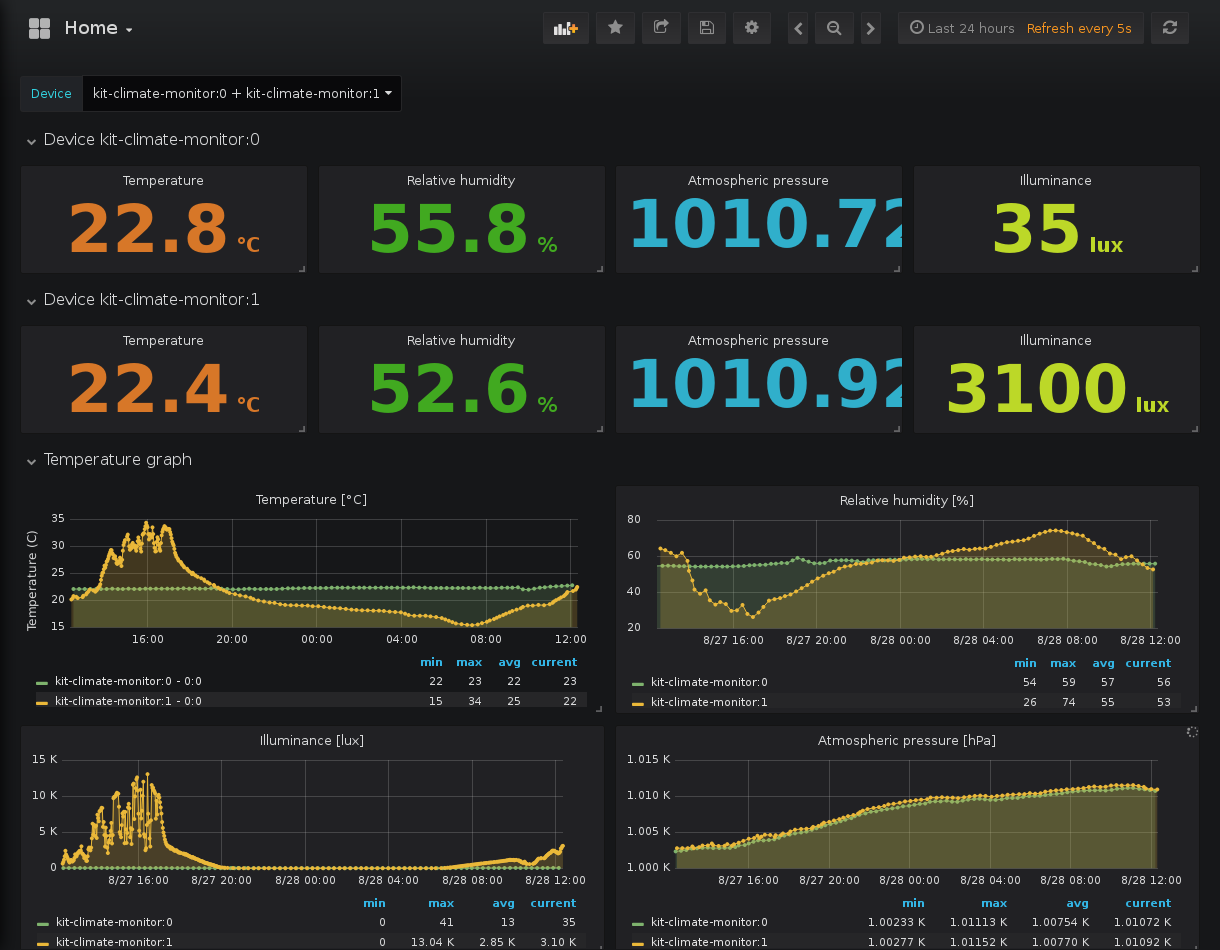 Home
Last 24 hours Refresh every 5s
Device kit-climate-monitor:0 + kit-climate-monitor:1
Device kit-climate-monitor:0
Temperature Relative humidity Atmospheric pressure Illuminance
22.8 °C 55.8 % 1010.72 35 lux
Device kit-climate-monitor:1
Temperature Relative humidity Atmospheric pressure Illuminance
22.4 °C 52.6 % 1010.92 3100 lux
Temperature graph
Temperature [°C]
Temperature (C)
35
30
25
20
15
16:00 20:00 00:00 04:00 08:00 12:00
min max avg current
kit-climate-monitor:0 - 0:0 22 23 22 23
kit-climate-monitor:1 - 0:0 15 34 25 22
Relative humidity [%]
80
60
40
20
8/27 16:00 8/27 20:00 8/28 00:00 8/28 04:00 8/28 08:00 8/28 12:00
min max avg current
kit-climate-monitor:0 54 59 57 56
kit-climate-monitor:1 26 74 55 53
Illuminance [lux]
15 K
10 K
5 K
0
8/27 16:00 8/27 20:00 8/28 00:00 8/28 04:00 8/28 08:00 8/28 12:00
min max avg current
kit-climate-monitor:0 0 41 13 35
kit-climate-monitor:1 0 13.04 K 2.85 K 3.10 K
Atmospheric pressure [hPa]
1.015 K
1.010 K
1.005 K
1.000 K
8/27 16:00 8/27 20:00 8/28 00:00 8/28 04:00 8/28 08:00 8/28 12:00
min max avg current
kit-climate-monitor:0 1.00233 K 1.01113 K 1.00754 K 1.01072 K
kit-climate-monitor:1 1.00277 K 1.01152 K 1.00770 K 1.01092 K